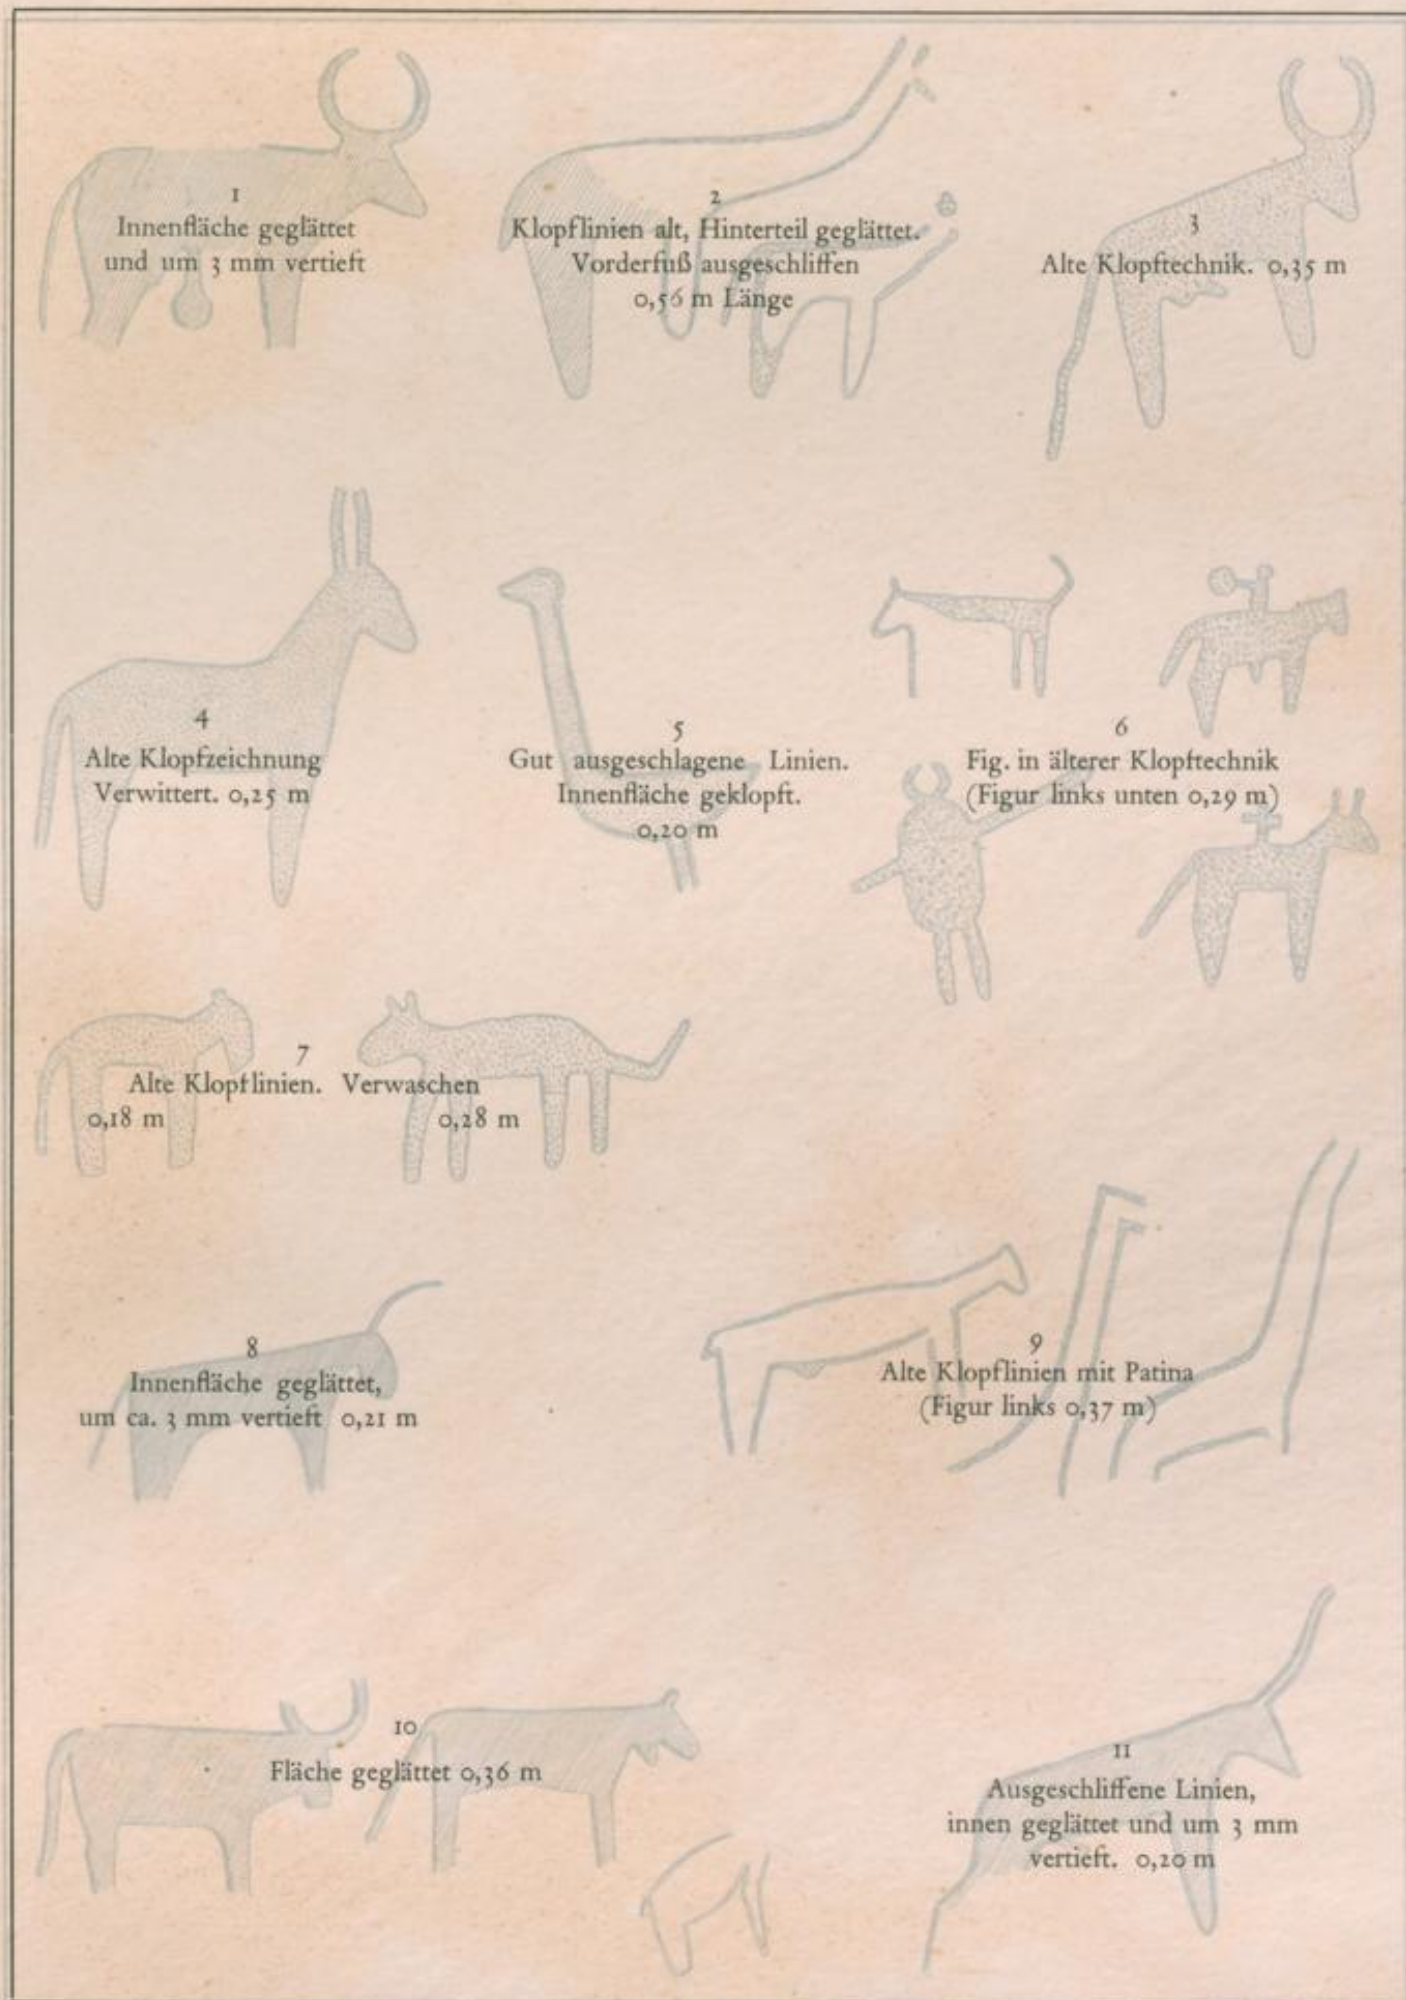 1
Innenfläche geglättet
und um 3 mm vertieft
2
Klopflinien alt, Hinterteil geglättet.
Vorderfuß ausgeschliffen
0,56 m Länge
3
Alte Klopftechnik. 0,35 m
4
Alte Klopfzeichnung
Verwittert. 0,25 m
5
Gut ausgeschlagene Linien.
Innenfläche geklopft.
0,20 m
6
Fig. in älterer Klopftechnik
(Figur links unten 0,29 m)
7
Alte Klopflinien. Verwaschen
0,18 m 0,28 m
8
Innenfläche geglättet,
um ca. 3 mm vertieft 0,21 m
9
Alte Klopflinien mit Patina
(Figur links 0,37 m)
10
Fläche geglättet 0,36 m
11
Ausgeschliffene Linien,
innen geglättet und um 3 mm
vertieft. 0,20 m